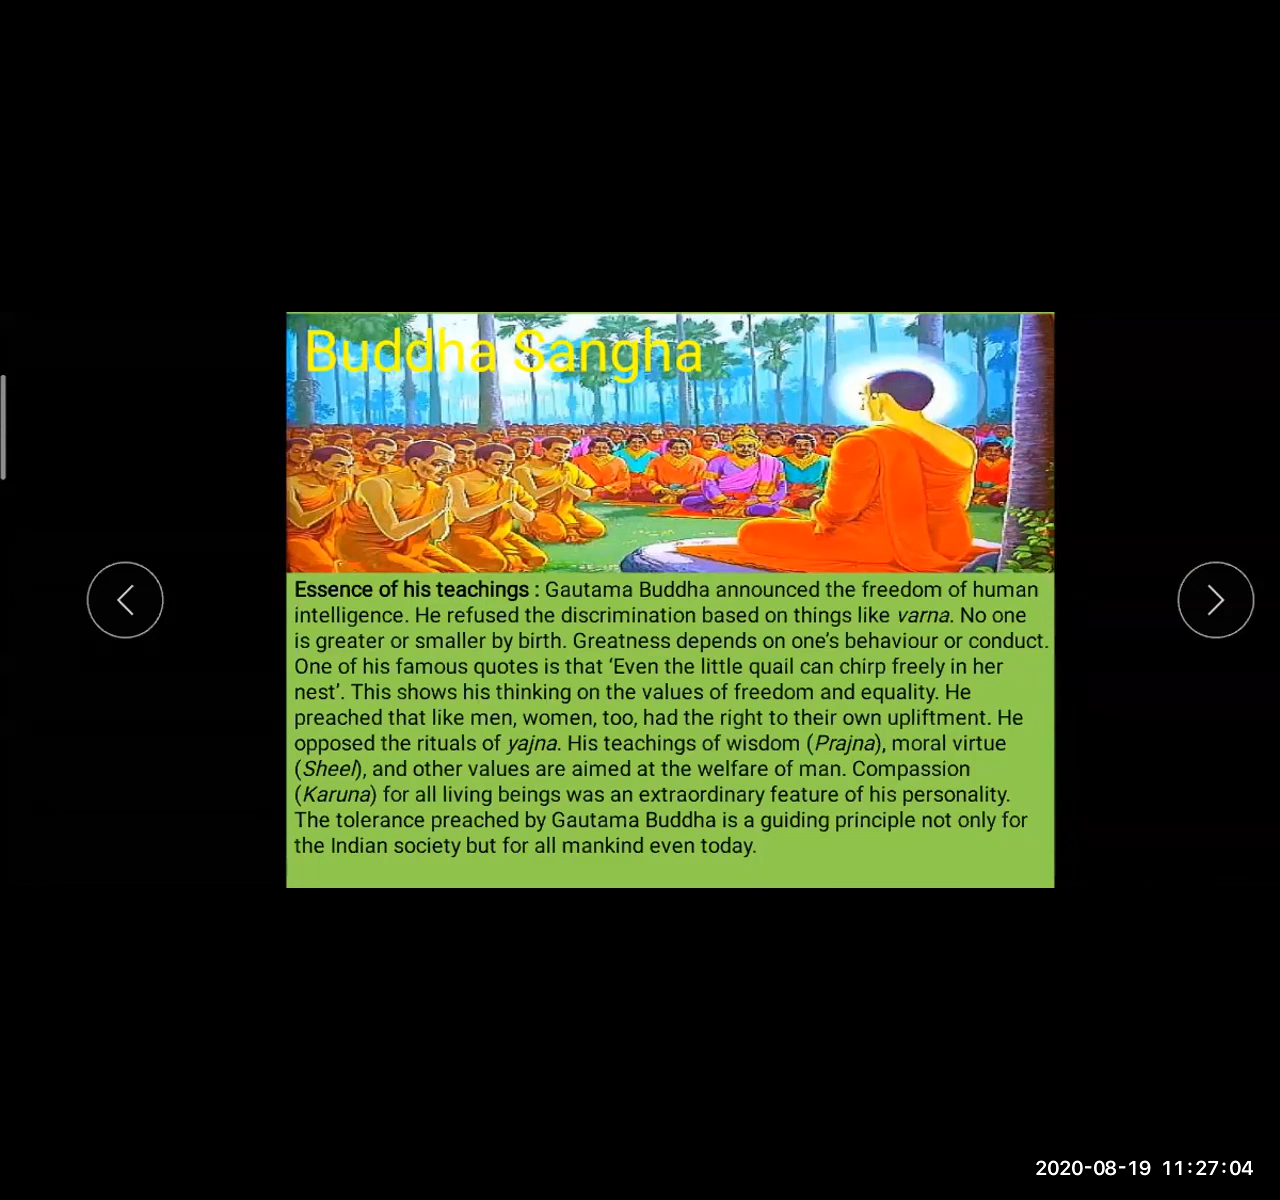 Buddha Sangha
Essence of his teachings : Gautama Buddha announced the freedom of human
intelligence. He refused the discrimination based on things like varna. No one
is greater or smaller by birth. Greatness depends on one’s behaviour or conduct.
One of his famous quotes is that ‘Even the little quail can chirp freely in her
nest’. This shows his thinking on the values of freedom and equality. He
preached that like men, women, too, had the right to their own upliftment. He
opposed the rituals of yajna. His teachings of wisdom (Prajna), moral virtue
(Sheel), and other values are aimed at the welfare of man. Compassion
(Karuna) for all living beings was an extraordinary feature of his personality.
The tolerance preached by Gautama Buddha is a guiding principle not only for
the Indian society but for all mankind even today.
2020-08-19 11:27:04